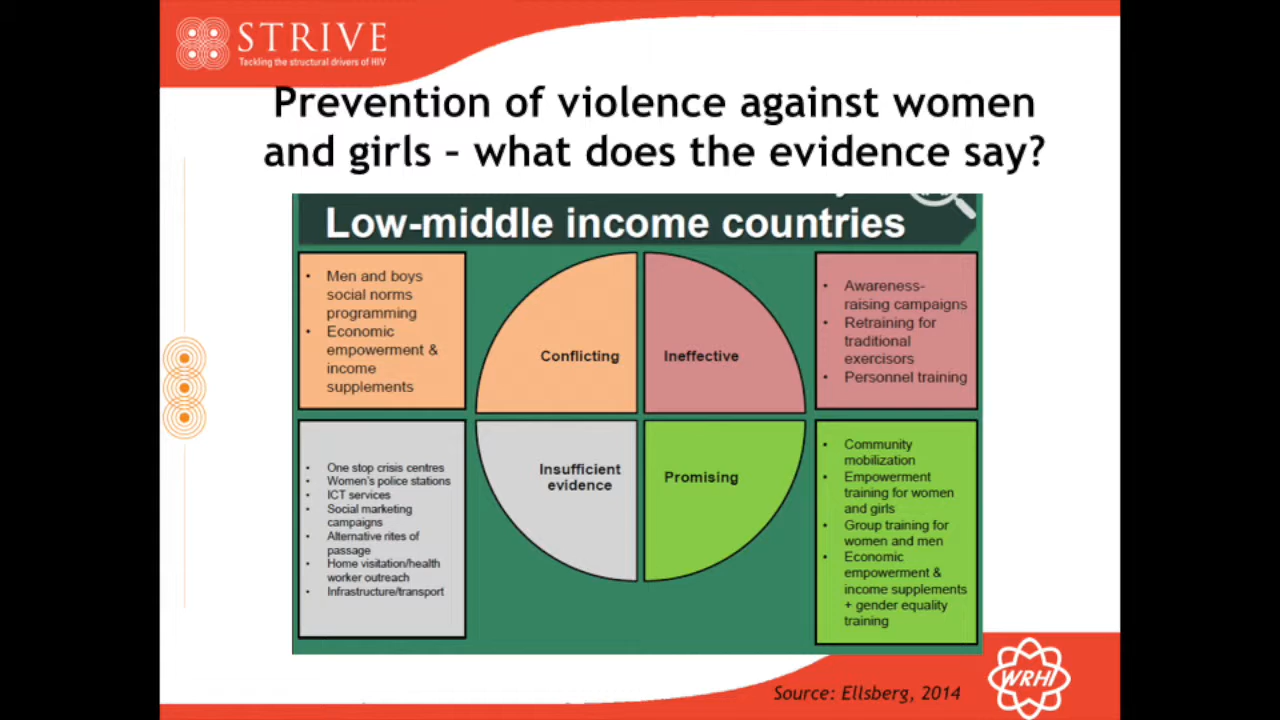 STRIVE
Tackling the structural drivers of HIV
Prevention of violence against women
and girls - what does the evidence say?
Low-middle income countries
• Men and boys
social norms
programming
• Economic
empowerment &
income
supplements
Conflicting
Ineffective
• Awareness-
raising campaigns
• Retraining for
traditional
exercisors
• Personnel training
• One stop crisis centres
• Women's police stations
• ICT services
• Social marketing
campaigns
• Alternative rites of
passage
• Home visitation/health
worker outreach
• Infrastructure/transport
Insufficient
evidence
Promising
• Community
mobilization
• Empowerment
training for women
and girls
• Group training for
women and men
• Economic
empowerment &
income supplements
+ gender equality
training
Source: Ellsberg, 2014
WRHI